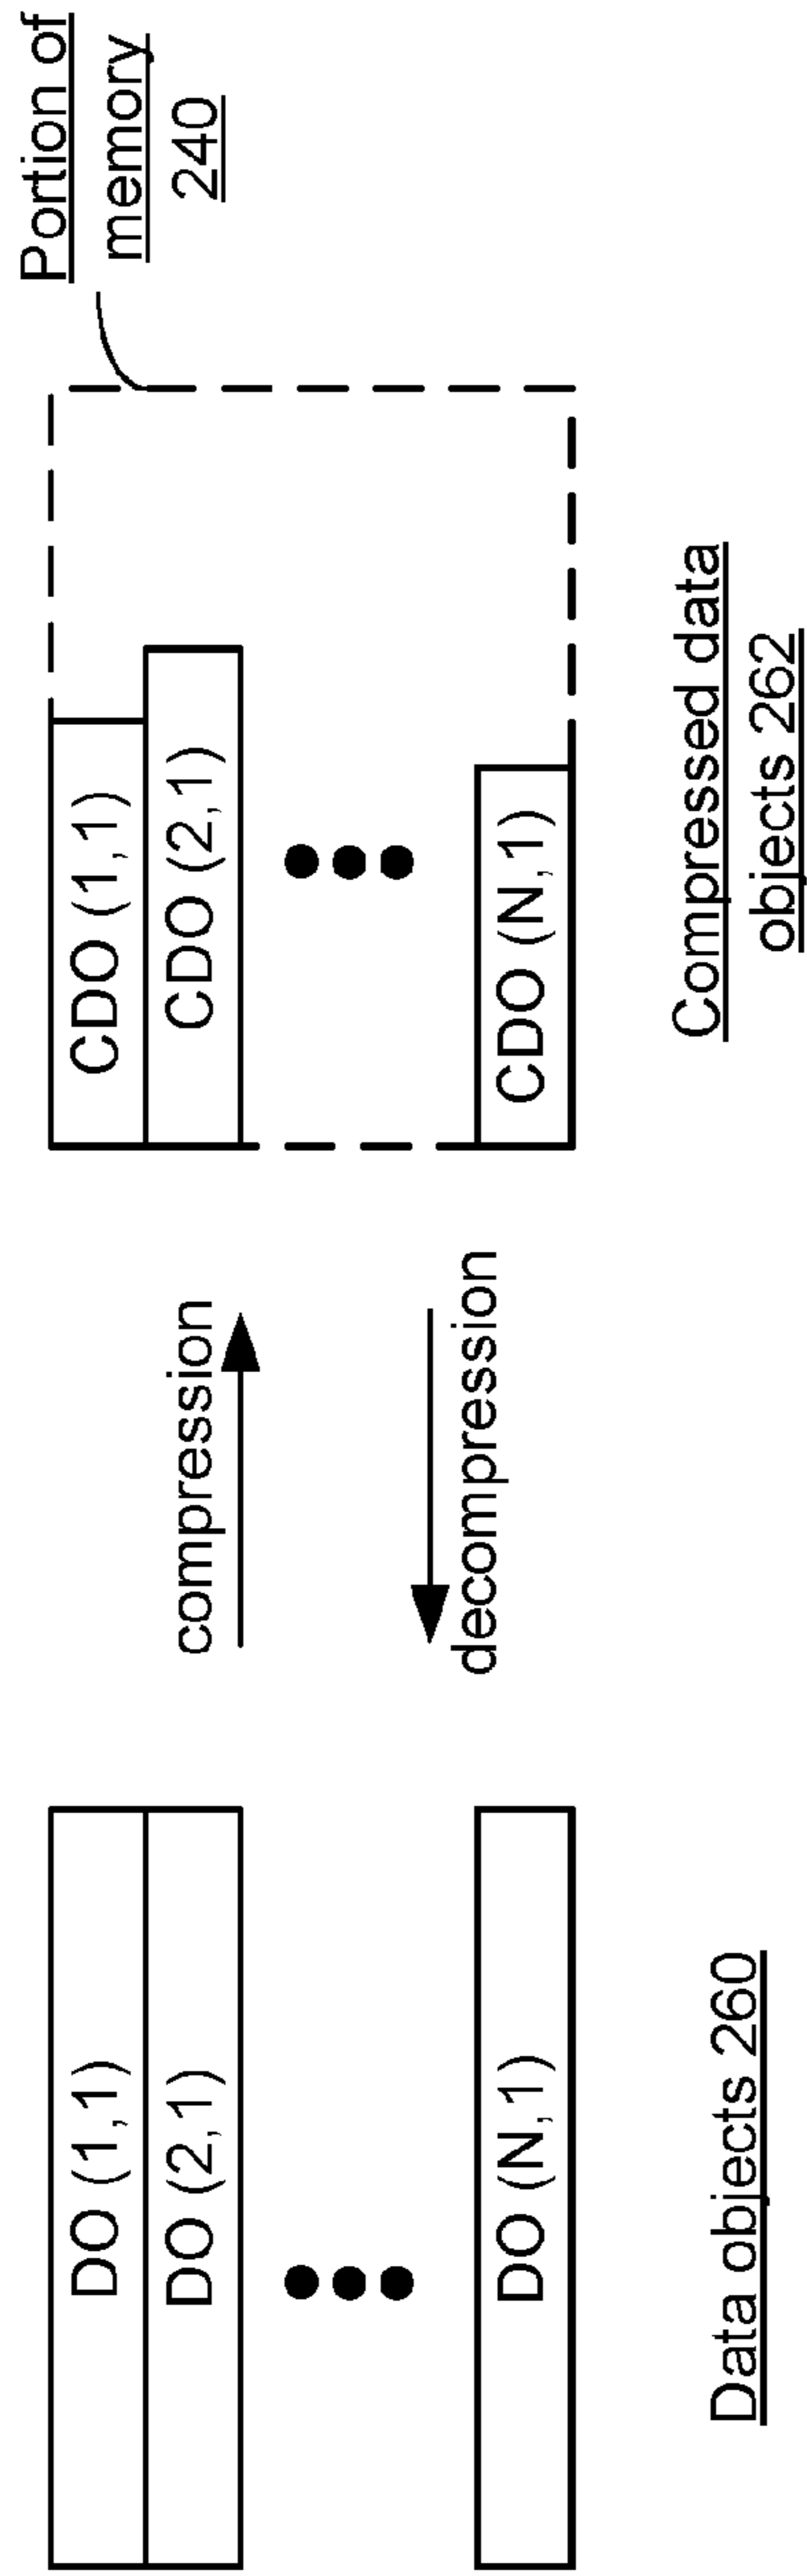 DO (1,1)
DO (2,1)
DO (N,1)
Data objects 260
compression
decompression
CDO (1,1)
CDO (2,1)
CDO (N,1)
Compressed data
objects 262
Portion of
memory
240